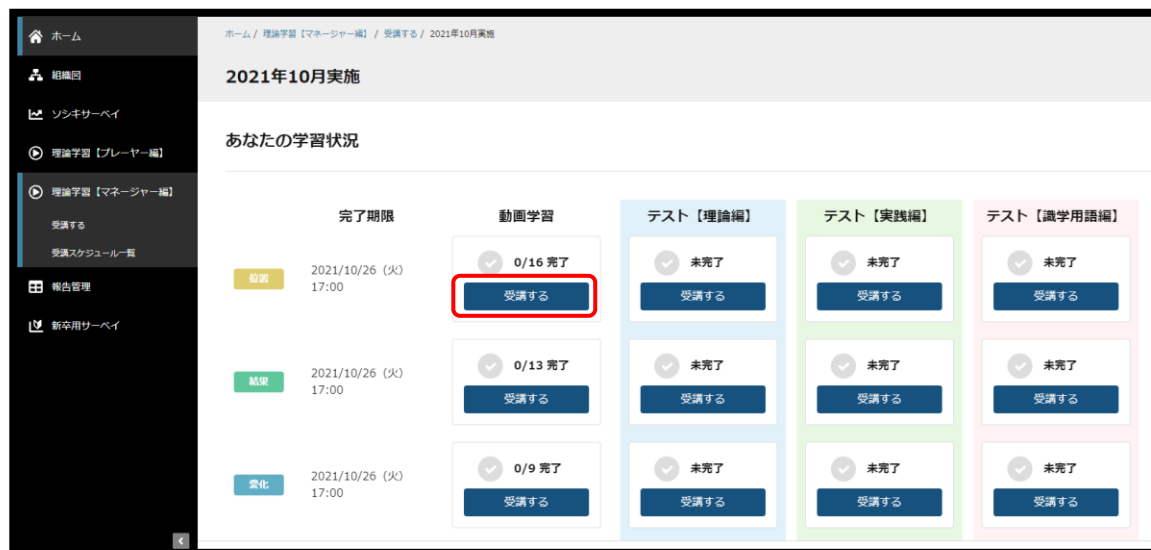 ホーム
組織図
ソシキサーベイ
理論学習【プレーヤー編】
理論学習【マネージャー編】
受講する
受講スケジュール一覧
報告管理
新卒用サーベイ
ホーム / 理論学習【マネージャー編】 / 受講する / 2021年10月実施
2021年10月実施
あなたの学習状況
完了期限 動画学習 テスト【理論編】 テスト【実践編】 テスト【識学用語編】
位置 2021/10/26（火） 17:00 0/16 完了 未完了 未完了 未完了
受講する 受講する 受講する 受講する
結果 2021/10/26（火） 17:00 0/13 完了 未完了 未完了 未完了
受講する 受講する 受講する 受講する
変化 2021/10/26（火） 17:00 0/9 完了 未完了 未完了 未完了
受講する 受講する 受講する 受講する